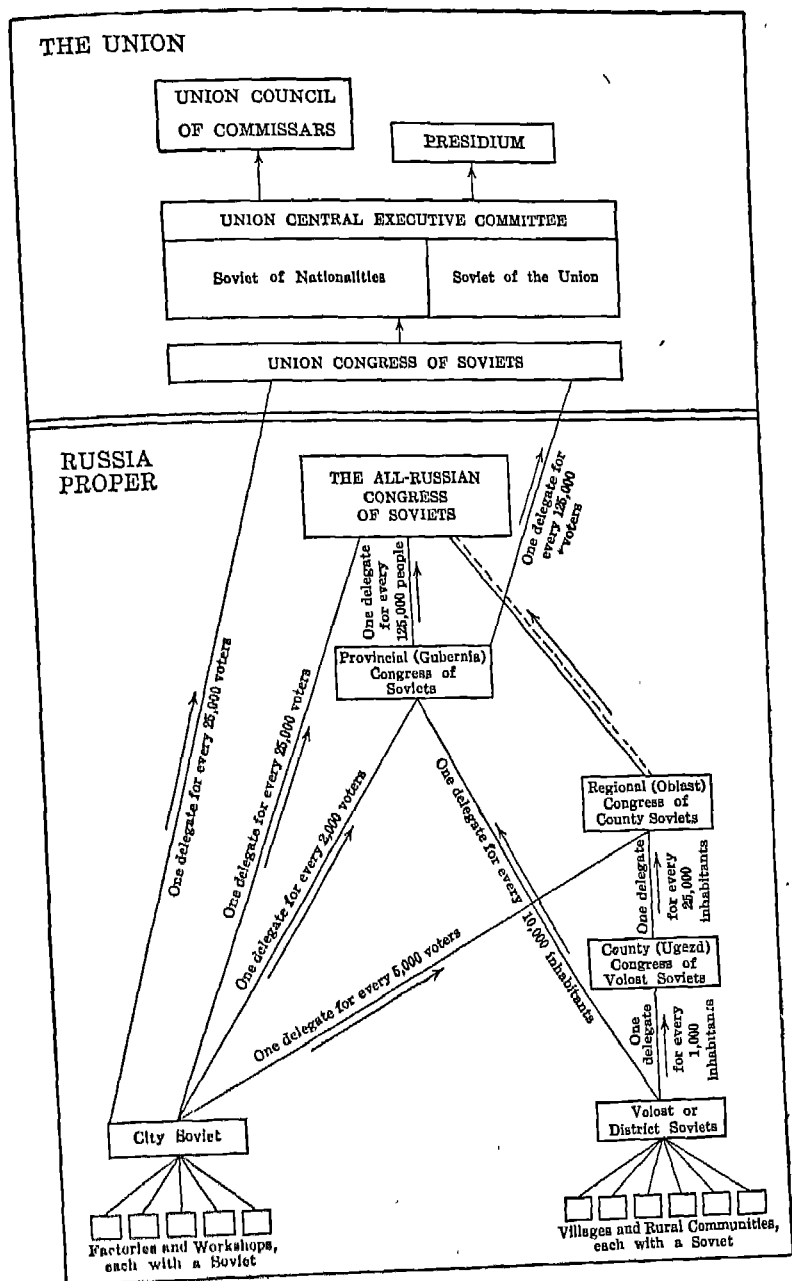 THE UNION
UNION COUNCIL
OF COMMISSARS
PRESIDIUM
UNION CENTRAL EXECUTIVE COMMITTEE
Soviet of Nationalities
Soviet of the Union
UNION CONGRESS OF SOVIETS
RUSSIA
PROPER
THE ALL-RUSSIAN
CONGRESS
OF SOVIETS
One delegate for
every 125,000
voters
One delegate
for every
125,000 people
Provincial (Gubernia)
Congress of
Soviets
One delegate for every 25,000 voters
One delegate for every 25,000 voters
One delegate for every 2,000 voters
One delegate for every 10,000 inhabitants
One delegate for every 5,000 voters
Regional (Oblast)
Congress of
County Soviets
One delegate
for every
25,000
inhabitants
County (Ugezd)
Congress of
Volost Soviets
One
delegate
for every
1,000
inhabitants
City Soviet
Volost or
District Soviets
Factories and Workshops,
each with a Soviet
Villages and Rural Communities,
each with a Soviet